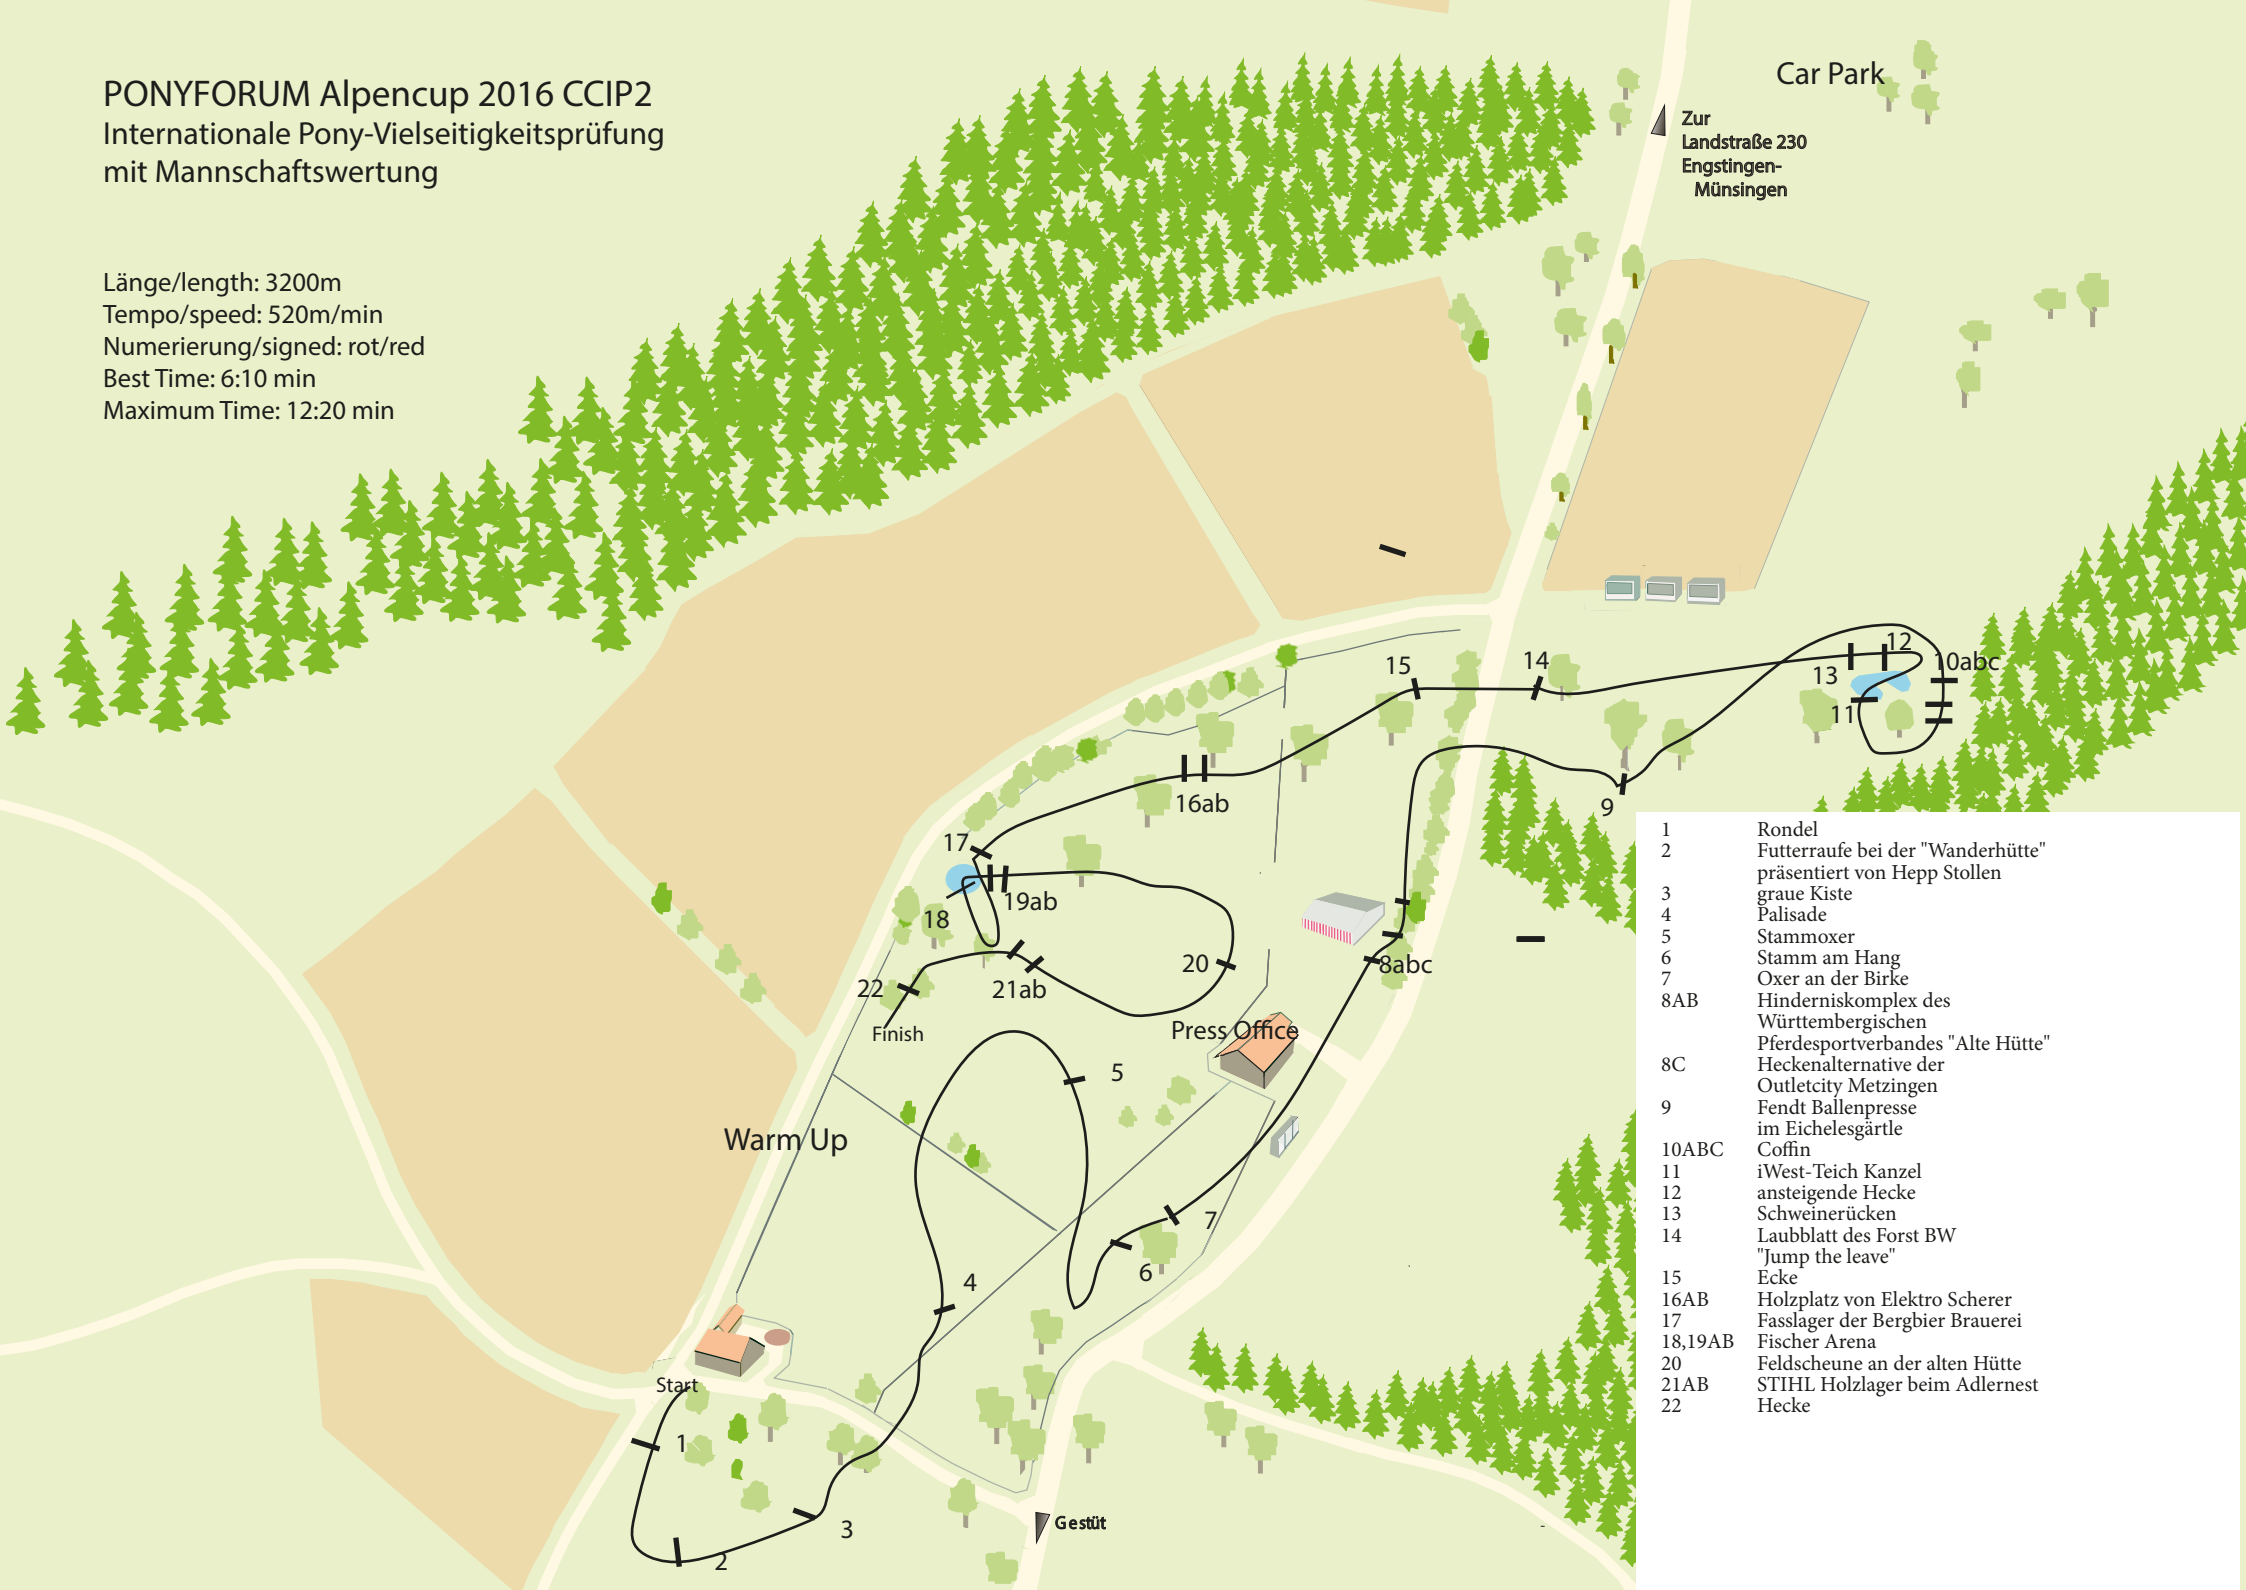 PONYFORUM Alpencup 2016 CCIP2
Internationale Pony-Vielseitigkeitsprüfung
mit Mannschaftswertung
Länge/length: 3200m
Tempo/speed: 520m/min
Numerierung/signed: rot/red
Best Time: 6:10 min
Maximum Time: 12:20 min
Car Park
Zur
Landstraße 230
Engstingen-
Münsingen
12
10abc
13
11
14
15
9
16ab
17
19ab
18
20
8abc
21ab
22
Finish
Press Office
5
Warm Up
7
6
4
Start
1
3
2
Gestüt
1 Rondel
2 Futterraufe bei der "Wanderhütte"
präsentiert von Hepp Stollen
3 graue Kiste
4 Palisade
5 Stammoxer
6 Stamm am Hang
7 Oxer an der Birke
8AB Hinderniskomplex des
Württembergischen
Pferdesportverbandes "Alte Hütte"
8C Heckenalternative der
Outletcity Metzingen
9 Fendt Ballenpresse
im Eichelesgärtle
10ABC Coffin
11 iWest-Teich Kanzel
12 ansteigende Hecke
13 Schweinerücken
14 Laubblatt des Forst BW
"Jump the leave"
15 Ecke
16AB Holzplatz von Elektro Scherer
17 Fasslager der Bergbier Brauerei
18,19AB Fischer Arena
20 Feldscheune an der alten Hütte
21AB STIHL Holzlager beim Adlernest
22 Hecke